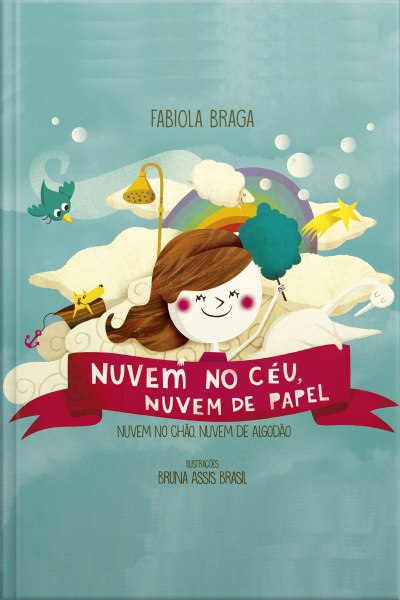 FABIOLA BRAGA
NUVEM NO CÉU,
NUVEM DE PAPEL
NUVEM NO CHÃO, NUVEM DE ALGODÃO
ILUSTRAÇÕES
BRUNA ASSIS BRASIL